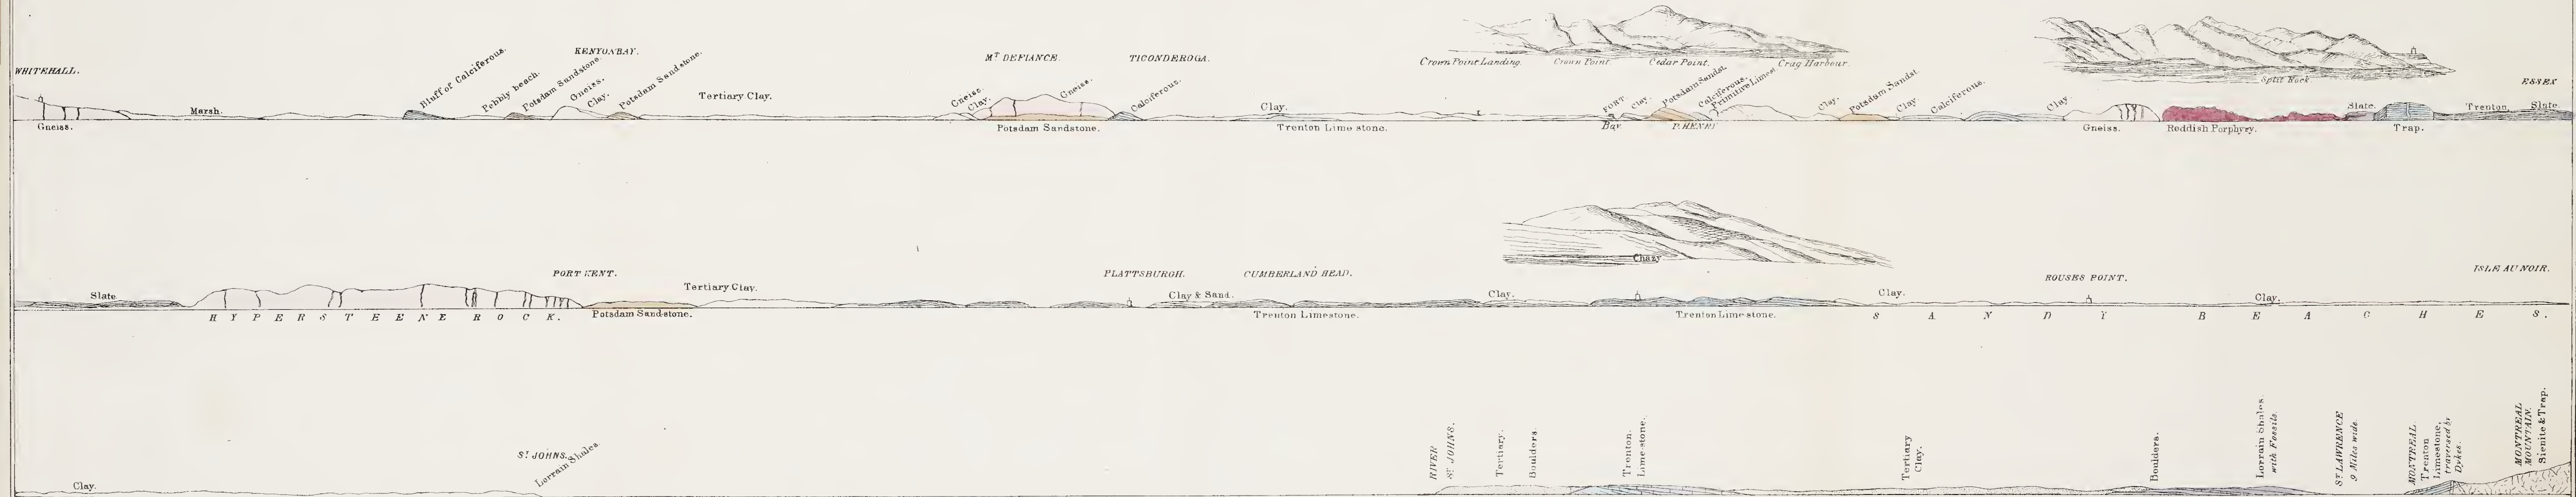 WHITEHALL.
Gneiss.
Marsh.
Bluff of Calciferous.
Pebbly beach.
Potsdam Sandstone.
KENYON BAY.
Gneiss.
Clay.
Potsdam Sandstone.
Tertiary Clay.
Gneiss.
Clay.
MT DEFIANCE.
Gneiss.
Potsdam Sandstone.
TICONDEROGA.
Calciferous.
Clay.
Trenton Lime stone.
Crown Point Landing.
Crown Point
Cedar Point.
Crag Harbour.
FORT
Bay
Clay.
Potsdam Sandst.
Calciferous.
Primitive Limest
P. HENRY
Clay.
Potsdam Sandst.
Clay
Calciferous.
Clay
Gneiss.
Reddish Porphyry.
Split Rock
Slate.
Trap.
ESSEX
Trenton.
Slate.
Slate
HYPERSTEENE ROCK.
PORT KENT.
Potsdam Sandstone.
Tertiary Clay.
PLATTSBURGH.
Clay & Sand.
CUMBERLAND HEAD.
Trenton Limestone.
Clay.
Chazy
Trenton Lime stone.
Clay.
ROUSES POINT.
SANDY BEACHES.
Clay.
ISLE AU NOIR.
Clay.
ST JOHNS.
Lorrain Shales.
RIVER
ST JOHNS.
Tertiary.
Boulders.
Trenton.
Lime stone.
Tertiary
Clay.
Boulders.
Lorrain Shales.
with Fossils.
ST LAWRENCE
2 Miles wide.
MONTREAL.
Trenton
Limestone,
traversed by
Dykes.
MONTREAL
MOUNTAIN.
Sienite & Trap.